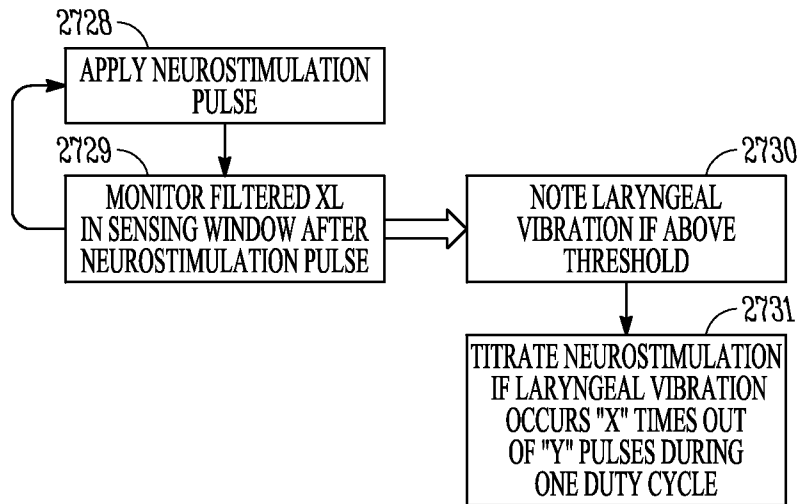 2728
APPLY NEUROSTIMULATION
PULSE
2729
MONITOR FILTERED XL
IN SENSING WINDOW AFTER
NEUROSTIMULATION PULSE
2730
NOTE LARYNGEAL
VIBRATION IF ABOVE
THRESHOLD
2731
TITRATE NEUROSTIMULATION
IF LARYNGEAL VIBRATION
OCCURS "X" TIMES OUT
OF "Y" PULSES DURING
ONE DUTY CYCLE